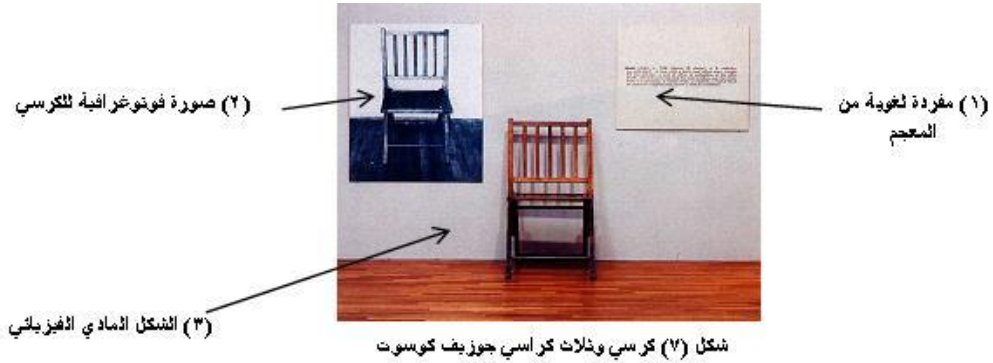 (١) مفردة لغوية من
المعجم
(٢) صورة فوتوغرافية للكرسي
(٣) الشكل المادي الفيزيائي
شكل (٧) كرسي وثلاث كراسي جوزيف كوسوت